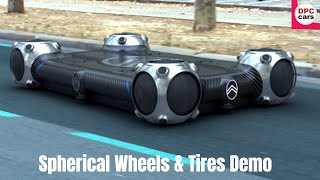 DPC
cars
Spherical Wheels & Tires Demo